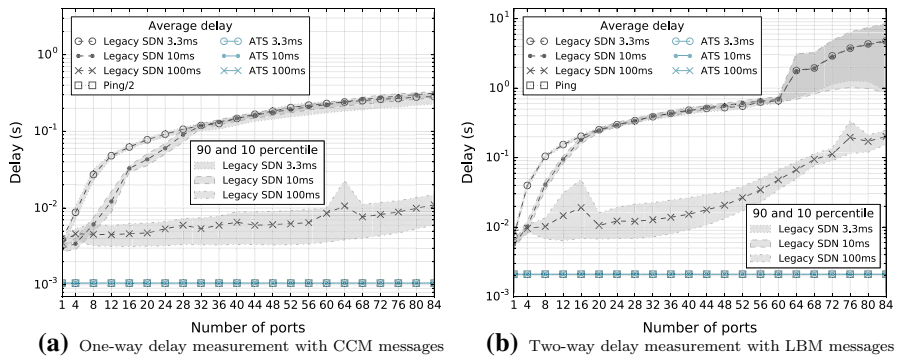 Average delay
Legacy SDN 3.3ms
Legacy SDN 10ms
Legacy SDN 100ms
Ping/2
ATS 3.3ms
ATS 10ms
ATS 100ms
90 and 10 percentile
Legacy SDN 3.3ms
Legacy SDN 10ms
Legacy SDN 100ms
Delay (s)
10^0
10^-1
10^-2
10^-3
1 4 8 12 16 20 24 28 32 36 40 44 48 52 56 60 64 68 72 76 80 84
Number of ports
(a) One-way delay measurement with CCM messages
Average delay
Legacy SDN 3.3ms
Legacy SDN 10ms
Legacy SDN 100ms
Ping
ATS 3.3ms
ATS 10ms
ATS 100ms
90 and 10 percentile
Legacy SDN 3.3ms
Legacy SDN 10ms
Legacy SDN 100ms
Delay (s)
10^1
10^0
10^-1
10^-2
10^-3
1 4 8 12 16 20 24 28 32 36 40 44 48 52 56 60 64 68 72 76 80 84
Number of ports
(b) Two-way delay measurement with LBM messages